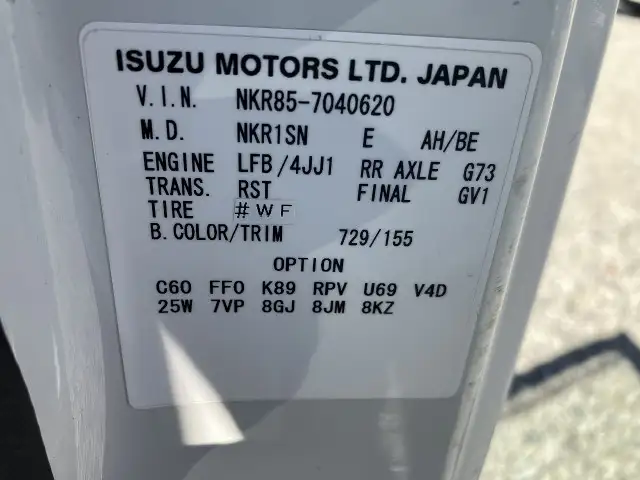 ISUZU MOTORS LTD. JAPAN
V.I.N. NKR85-7040620
M.D. NKR1SN E AH/BE
ENGINE LFB/4JJ1 RR AXLE G73
TRANS. RST FINAL GV1
TIRE #WF
B.COLOR/TRIM 729/155
OPTION
C60 FF0 K89 RPV U69 V4D
25W 7VP 8GJ 8JM 8KZ